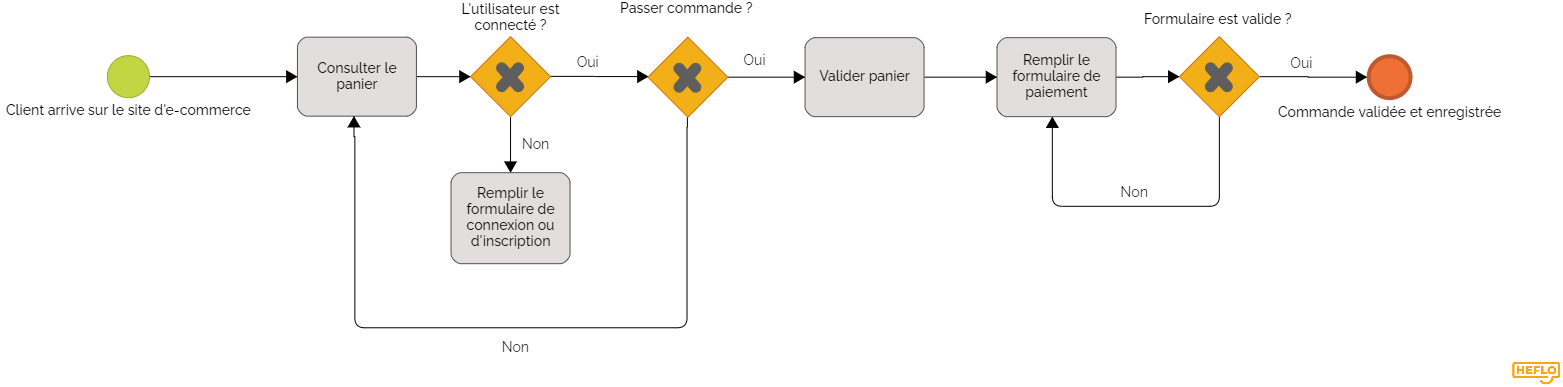 L'utilisateur est
connecté ?
Passer commande ?
Formulaire est valide ?
Client arrive sur le site d'e-commerce
Consulter le
panier
Oui
Oui
Valider panier
Remplir le
formulaire de
paiement
Oui
Commande validée et enregistrée
Non
Remplir le
formulaire de
connexion ou
d'inscription
Non
Non
HEFLO